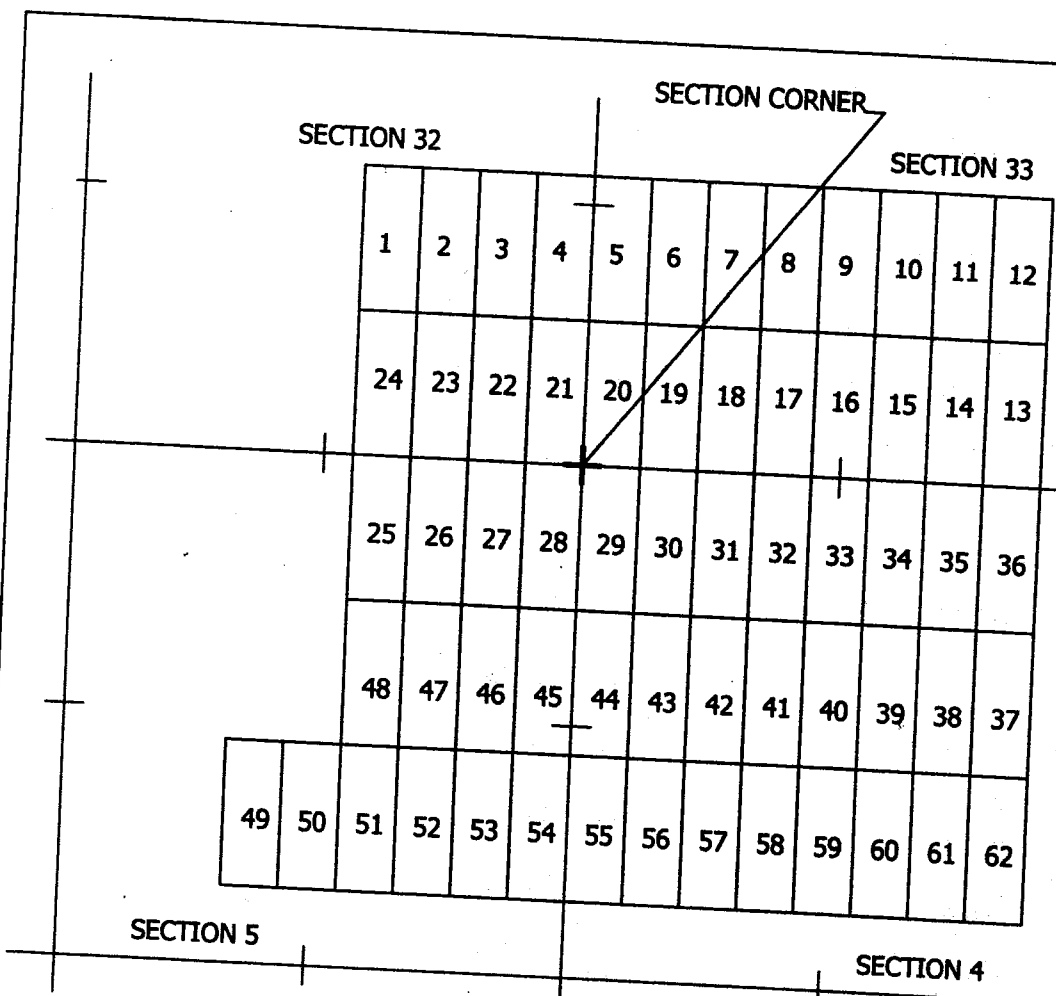 SECTION CORNER
SECTION 32
SECTION 33
1 2 3 4 5 6 7 8 9 10 11 12
24 23 22 21 20 19 18 17 16 15 14 13
25 26 27 28 29 30 31 32 33 34 35 36
48 47 46 45 44 43 42 41 40 39 38 37
49 50 51 52 53 54 55 56 57 58 59 60 61 62
SECTION 5
SECTION 4